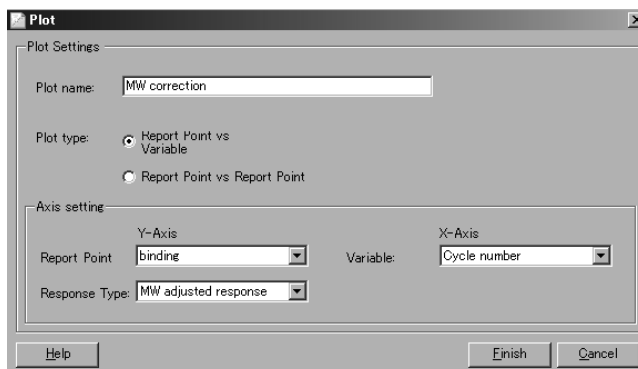 Plot
Plot Settings
Plot name: MW correction
Plot type: Report Point vs
Variable
Report Point vs Report Point
Axis setting
Y-Axis X-Axis
Report Point binding Variable: Cycle number
Response Type: MW adjusted response
Help Finish Cancel